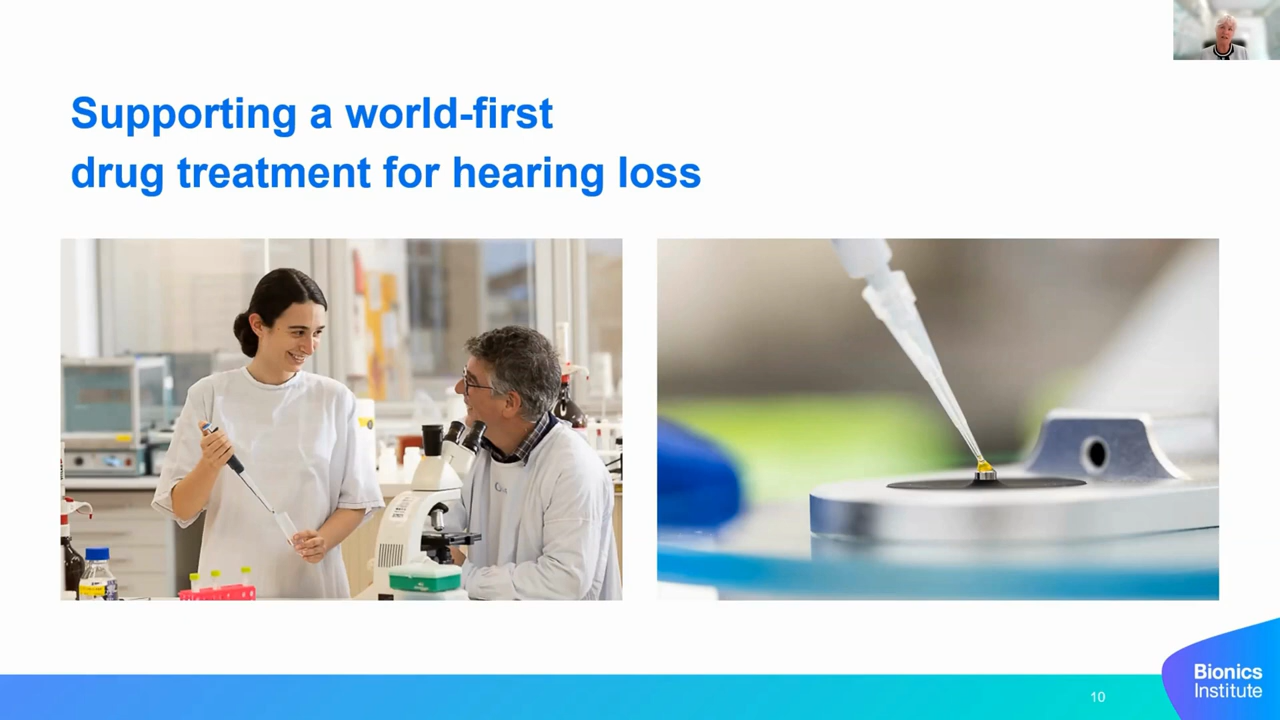 Supporting a world-first
drug treatment for hearing loss
10
Bionics
Institute